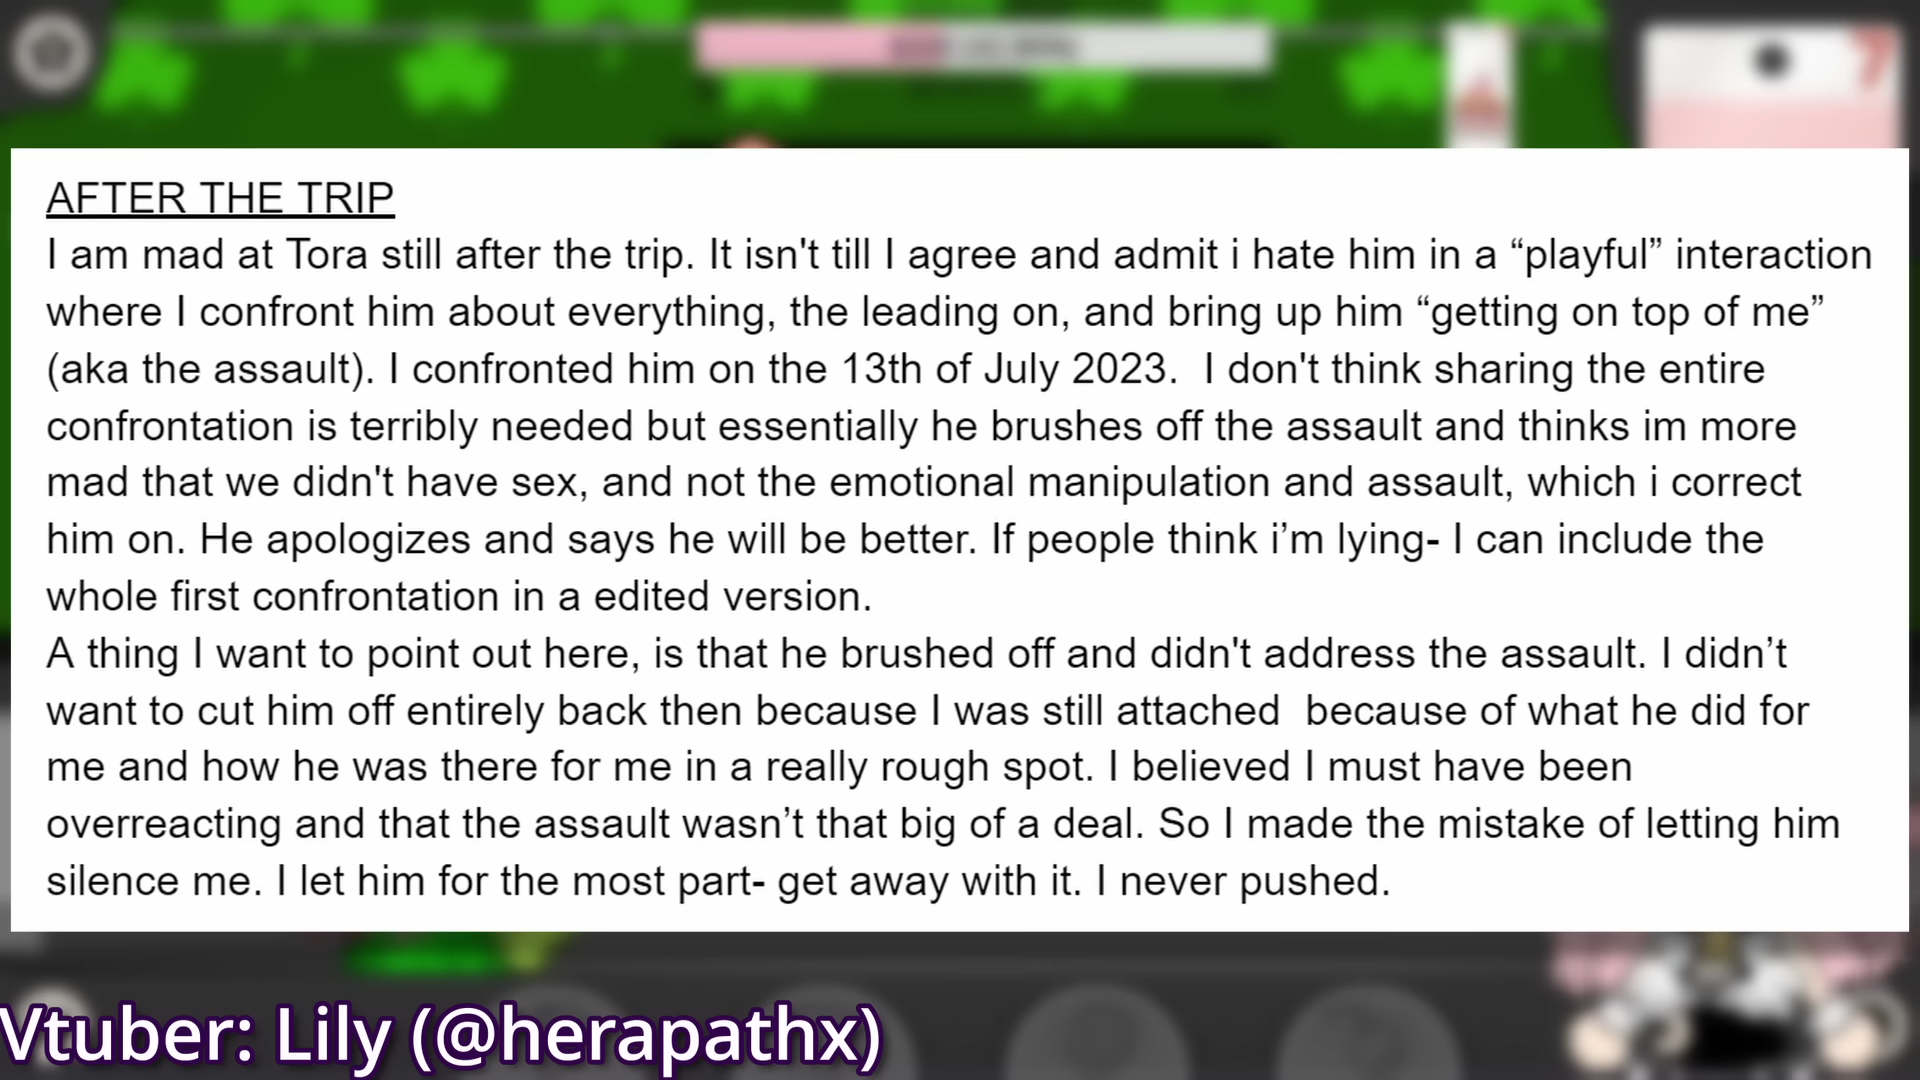 7
AFTER THE TRIP
I am mad at Tora still after the trip. It isn't till I agree and admit i hate him in a “playful” interaction
where I confront him about everything, the leading on, and bring up him “getting on top of me”
(aka the assault). I confronted him on the 13th of July 2023.  I don't think sharing the entire
confrontation is terribly needed but essentially he brushes off the assault and thinks im more
mad that we didn't have sex, and not the emotional manipulation and assault, which i correct
him on. He apologizes and says he will be better. If people think i’m lying- I can include the
whole first confrontation in a edited version.
A thing I want to point out here, is that he brushed off and didn't address the assault. I didn’t
want to cut him off entirely back then because I was still attached  because of what he did for
me and how he was there for me in a really rough spot. I believed I must have been
overreacting and that the assault wasn’t that big of a deal. So I made the mistake of letting him
silence me. I let him for the most part- get away with it. I never pushed.
Vtuber: Lily (@herapathx)